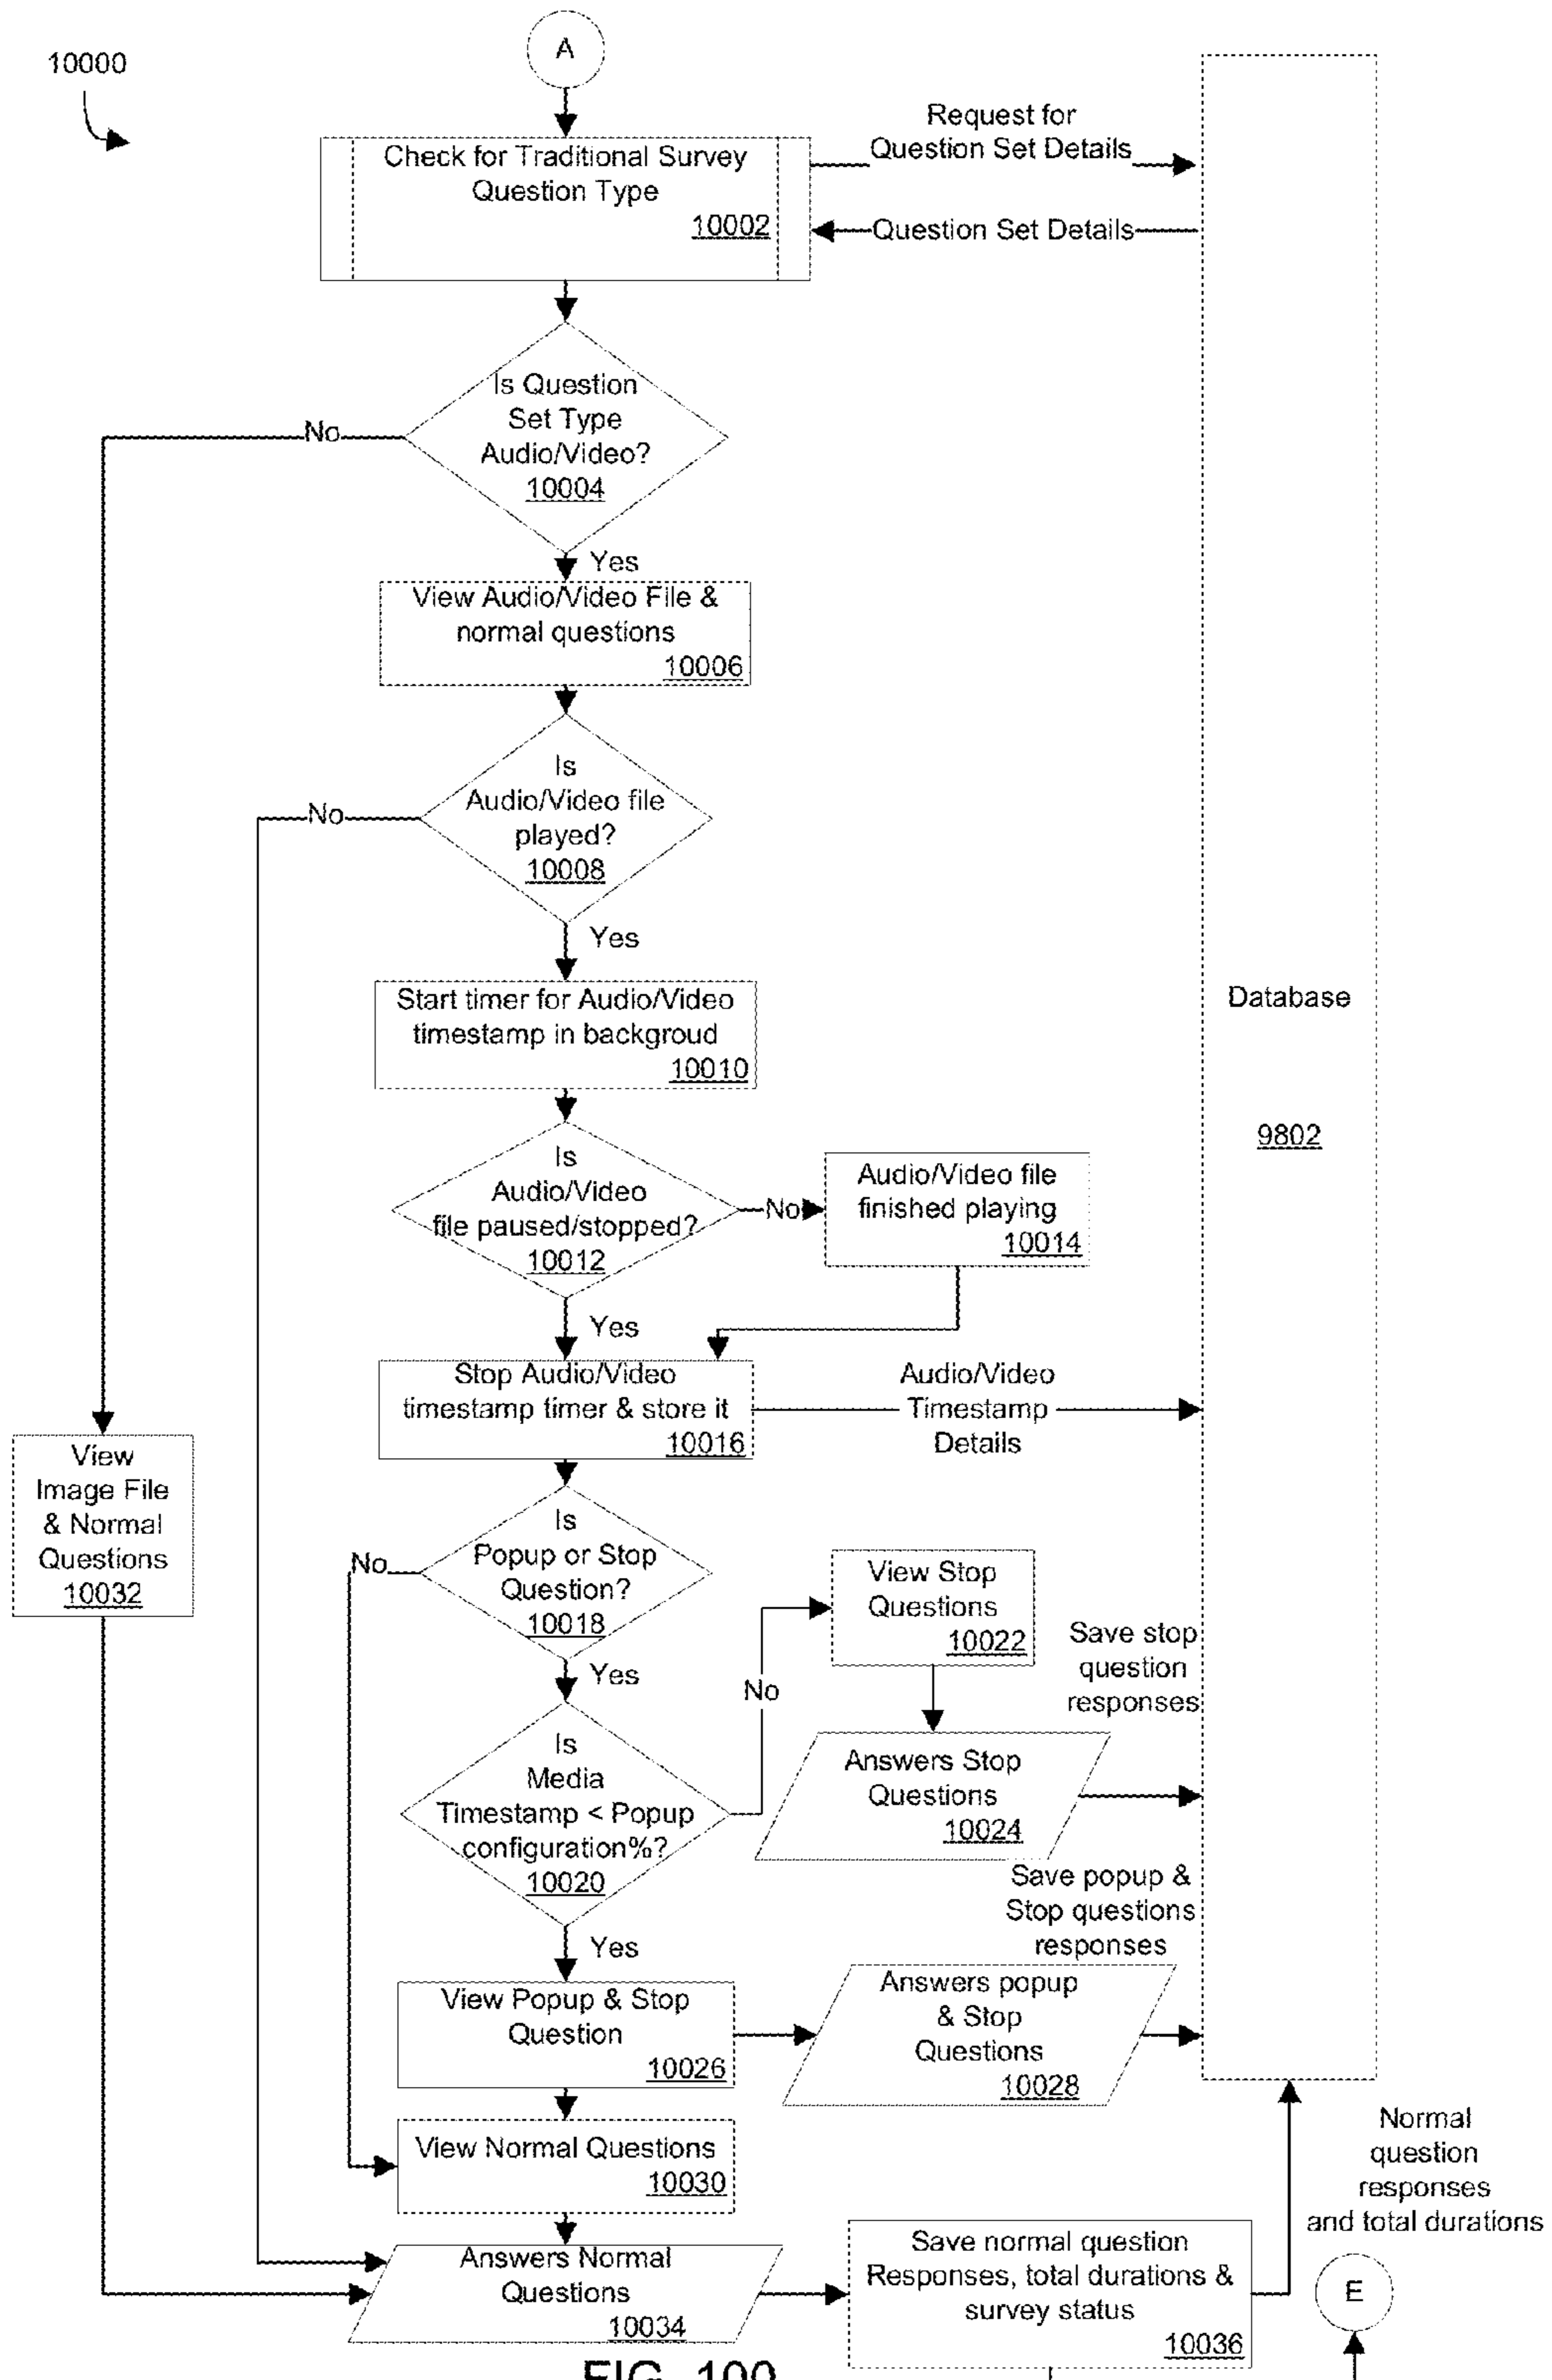 10000
A
Check for Traditional Survey
Question Type
10002
Request for
Question Set Details
Question Set Details
Is Question
Set Type
Audio/Video?
10004
No
Yes
View Audio/Video File &
normal questions
10006
Is
Audio/Video file
played?
10008
No
Yes
Start timer for Audio/Video
timestamp in backgroud
10010
Database
9802
Is
Audio/Video
file paused/stopped?
10012
No
Audio/Video file
finished playing
10014
Yes
Stop Audio/Video
timestamp timer & store it
10016
Audio/Video
Timestamp
Details
View
Image File
& Normal
Questions
10032
Is
Popup or Stop
Question?
10018
No
Yes
View Stop
Questions
10022
Save stop
question
responses
No
Is
Media
Timestamp < Popup
configuration%?
10020
Answers Stop
Questions
10024
Yes
Save popup &
Stop questions
responses
View Popup & Stop
Question
10026
Answers popup
& Stop
Questions
10028
View Normal Questions
10030
Normal
question
responses
and total durations
Answers Normal
Questions
10034
Save normal question
Responses, total durations &
survey status
10036
E
FIG. 100